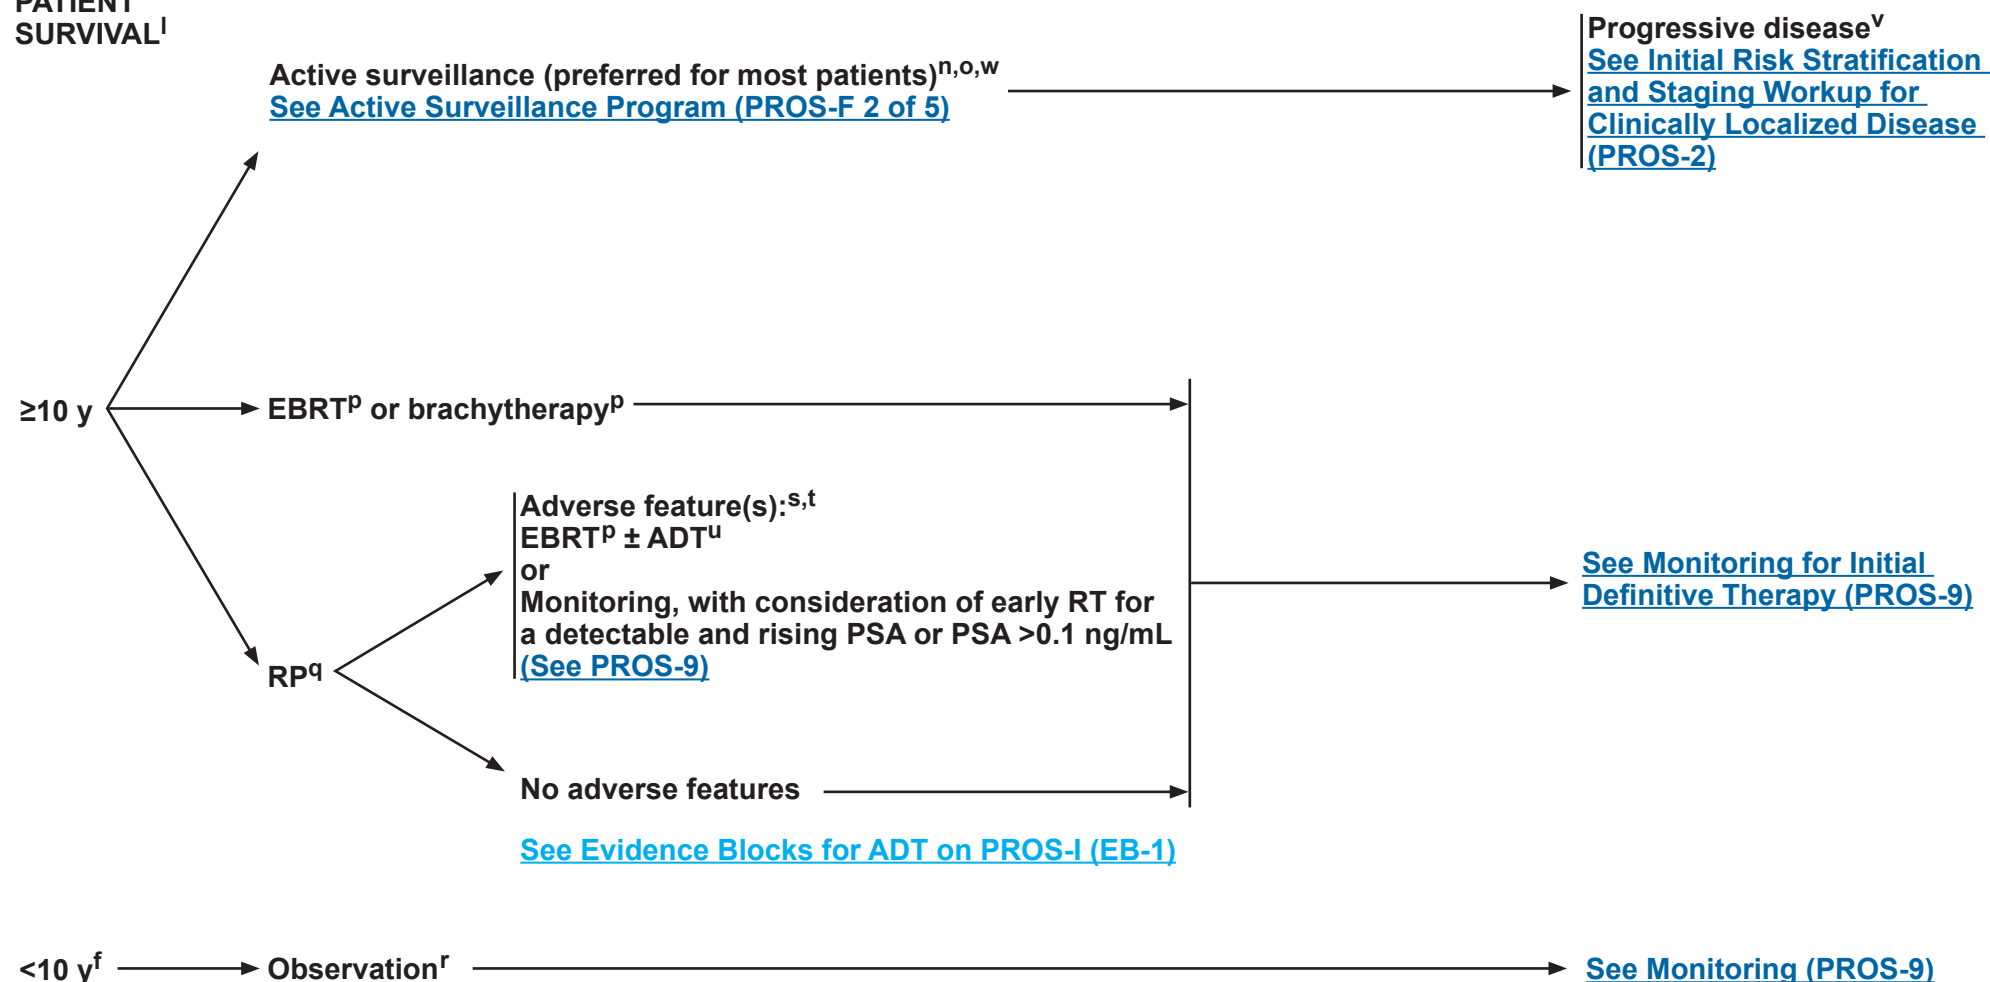 PATIENT
SURVIVALl
Active surveillance (preferred for most patients)n,o,w
See Active Surveillance Program (PROS-F 2 of 5)
Progressive diseasev
See Initial Risk Stratification
and Staging Workup for
Clinically Localized Disease
(PROS-2)
≥10 y
EBRTp or brachytherapyp
Adverse feature(s):s,t
EBRTp ± ADTu
or
Monitoring, with consideration of early RT for
a detectable and rising PSA or PSA >0.1 ng/mL
(See PROS-9)
See Monitoring for Initial
Definitive Therapy (PROS-9)
RPq
No adverse features
See Evidence Blocks for ADT on PROS-I (EB-1)
<10 yf
Observationr
See Monitoring (PROS-9)